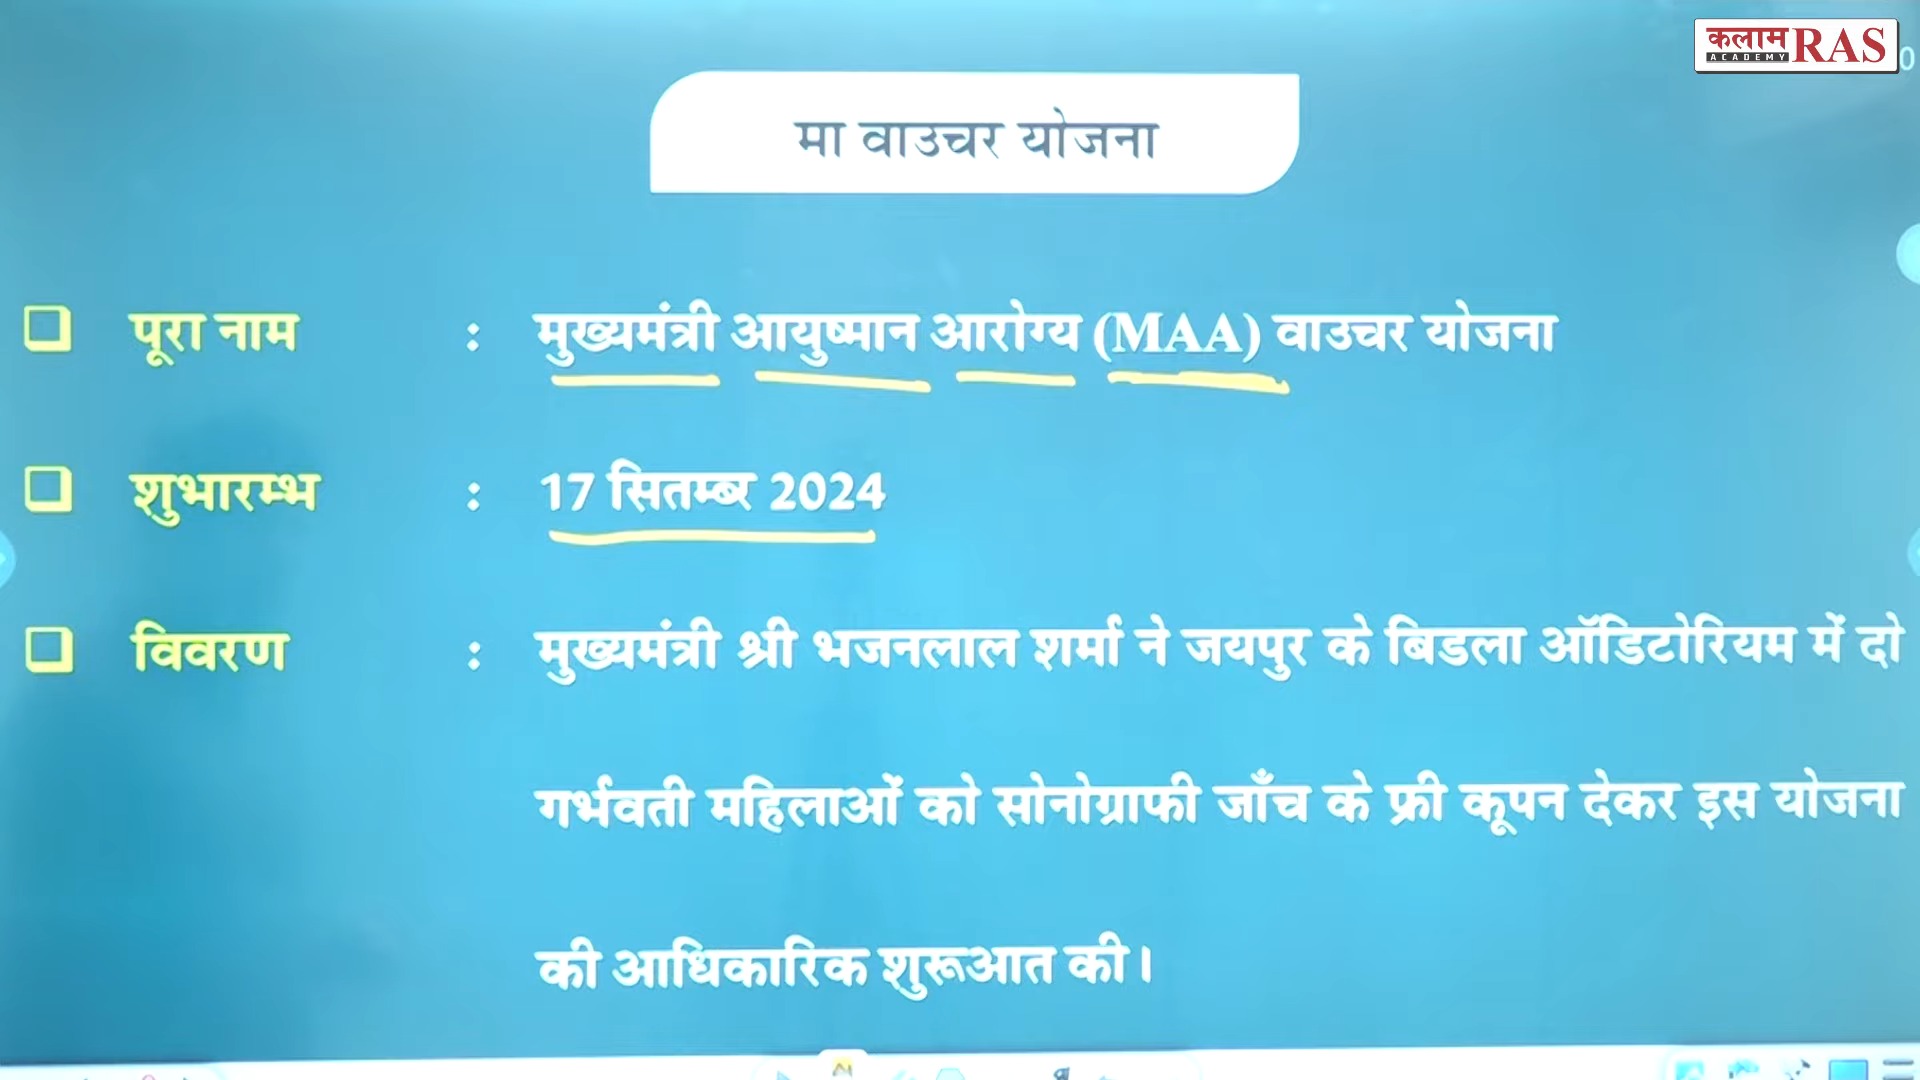 कलाम RAS
ACADEMY
मा वाउचर योजना
पूरा नाम : मुख्यमंत्री आयुष्मान आरोग्य (MAA) वाउचर योजना
शुभारम्भ : 17 सितम्बर 2024
विवरण : मुख्यमंत्री श्री भजनलाल शर्मा ने जयपुर के बिडला ऑडिटोरियम में दो
गर्भवती महिलाओं को सोनोग्राफी जाँच के फ्री कूपन देकर इस योजना
की आधिकारिक शुरूआत की।